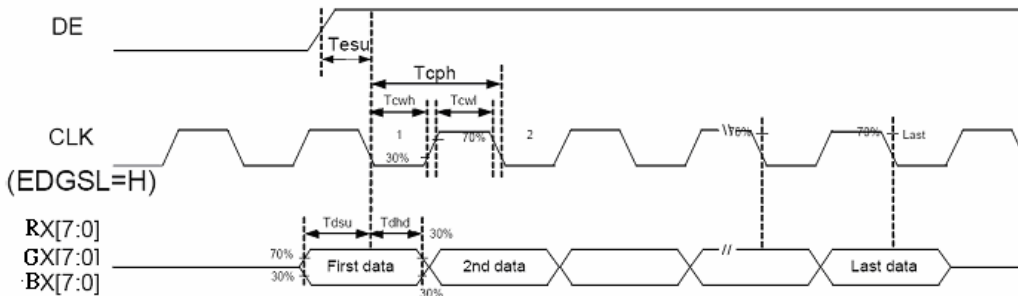 DE
Tesu
Tcph
Tcwh Tcwl
CLK 1 70% 2 \\ 70% 70% Last
30%
(EDGSL=H)
RX[7:0] Tdsu Tdhd 30%
GX[7:0] 70%
First data 2nd data // Last data
BX[7:0] 30% 30%